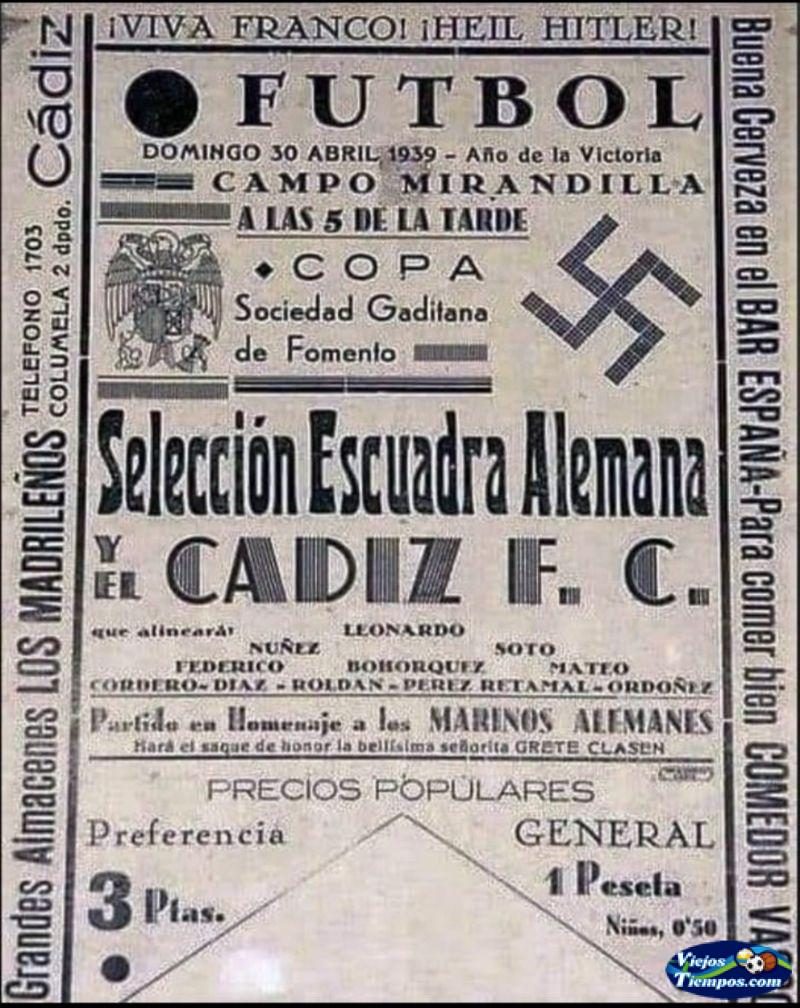 ¡VIVA FRANCO! ¡HEIL HITLER!
FUTBOL
DOMINGO 30 ABRIL 1939 – Año de la Victoria
CAMPO MIRANDILLA
A LAS 5 DE LA TARDE
COPA
Sociedad Gaditana
de Fomento
Selección Escuadra Alemana
Y EL CADIZ F. C.
que alineará: LEONARDO
NUÑEZ SOTO
FEDERICO BOHORQUEZ MATEO
CORDERO - DIAZ - ROLDAN - PEREZ RETAMAL - ORDOÑEZ
Partido en Homenaje a los MARINOS ALEMANES
Hará el saque de honor la bellísima señorita GRETE CLASEN
PRECIOS POPULARES
Preferencia GENERAL
3 Ptas. 1 Peseta
Niños, 0'50
Grandes Almacenes LOS MADRILEÑOS TELEFONO 1703 Cádiz
COLUMELA 2 dpdo.
Buena Cerveza en el BAR ESPAÑA-Para comer bien COMEDOR
Viejos
Tiempos.com